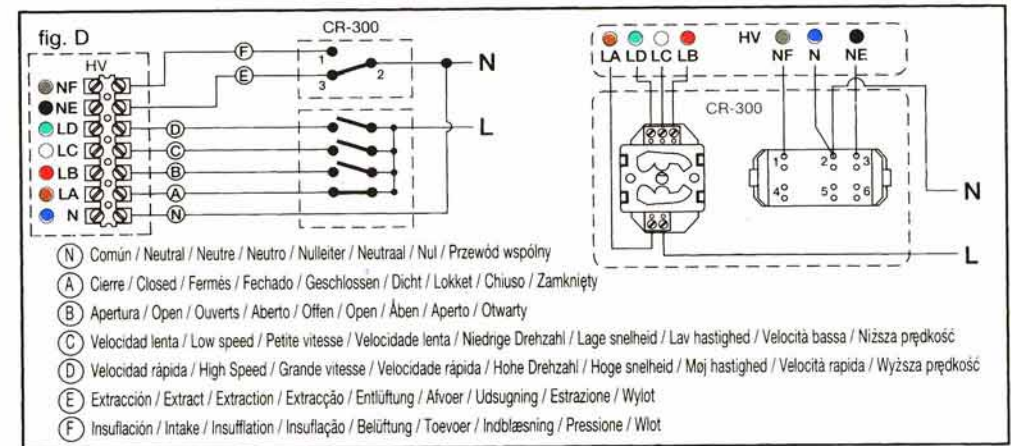 fig. D
HV
NF
NE
LD
LC
LB
LA
N
F
E
D
C
B
A
N
CR-300
1
2
3
N
L
LA LD LC LB HV NF N NE
CR-300
1 2 3
4 5 6
N
L
N Común / Neutral / Neutre / Neutro / Nulleiter / Neutraal / Nul / Przewód wspólny
A Cierre / Closed / Fermés / Fechado / Geschlossen / Dicht / Lokket / Chiuso / Zamknięty
B Apertura / Open / Ouverts / Aberto / Offen / Open / Åben / Aperto / Otwarty
C Velocidad lenta / Low speed / Petite vitesse / Velocidade lenta / Niedrige Drehzahl / Lage snelheid / Lav hastighed / Velocità bassa / Niższa prędkość
D Velocidad rápida / High Speed / Grande vitesse / Velocidade rápida / Hohe Drehzahl / Hoge snelheid / Møj hastighed / Velocità rapida / Wyższa prędkość
E Extracción / Extract / Extraction / Extracção / Entlüftung / Afvoer / Udsugning / Estrazione / Wylot
F Insuflación / Intake / Insufflation / Insuflação / Belüftung / Toevoer / Indblæsning / Pressione / Wlot